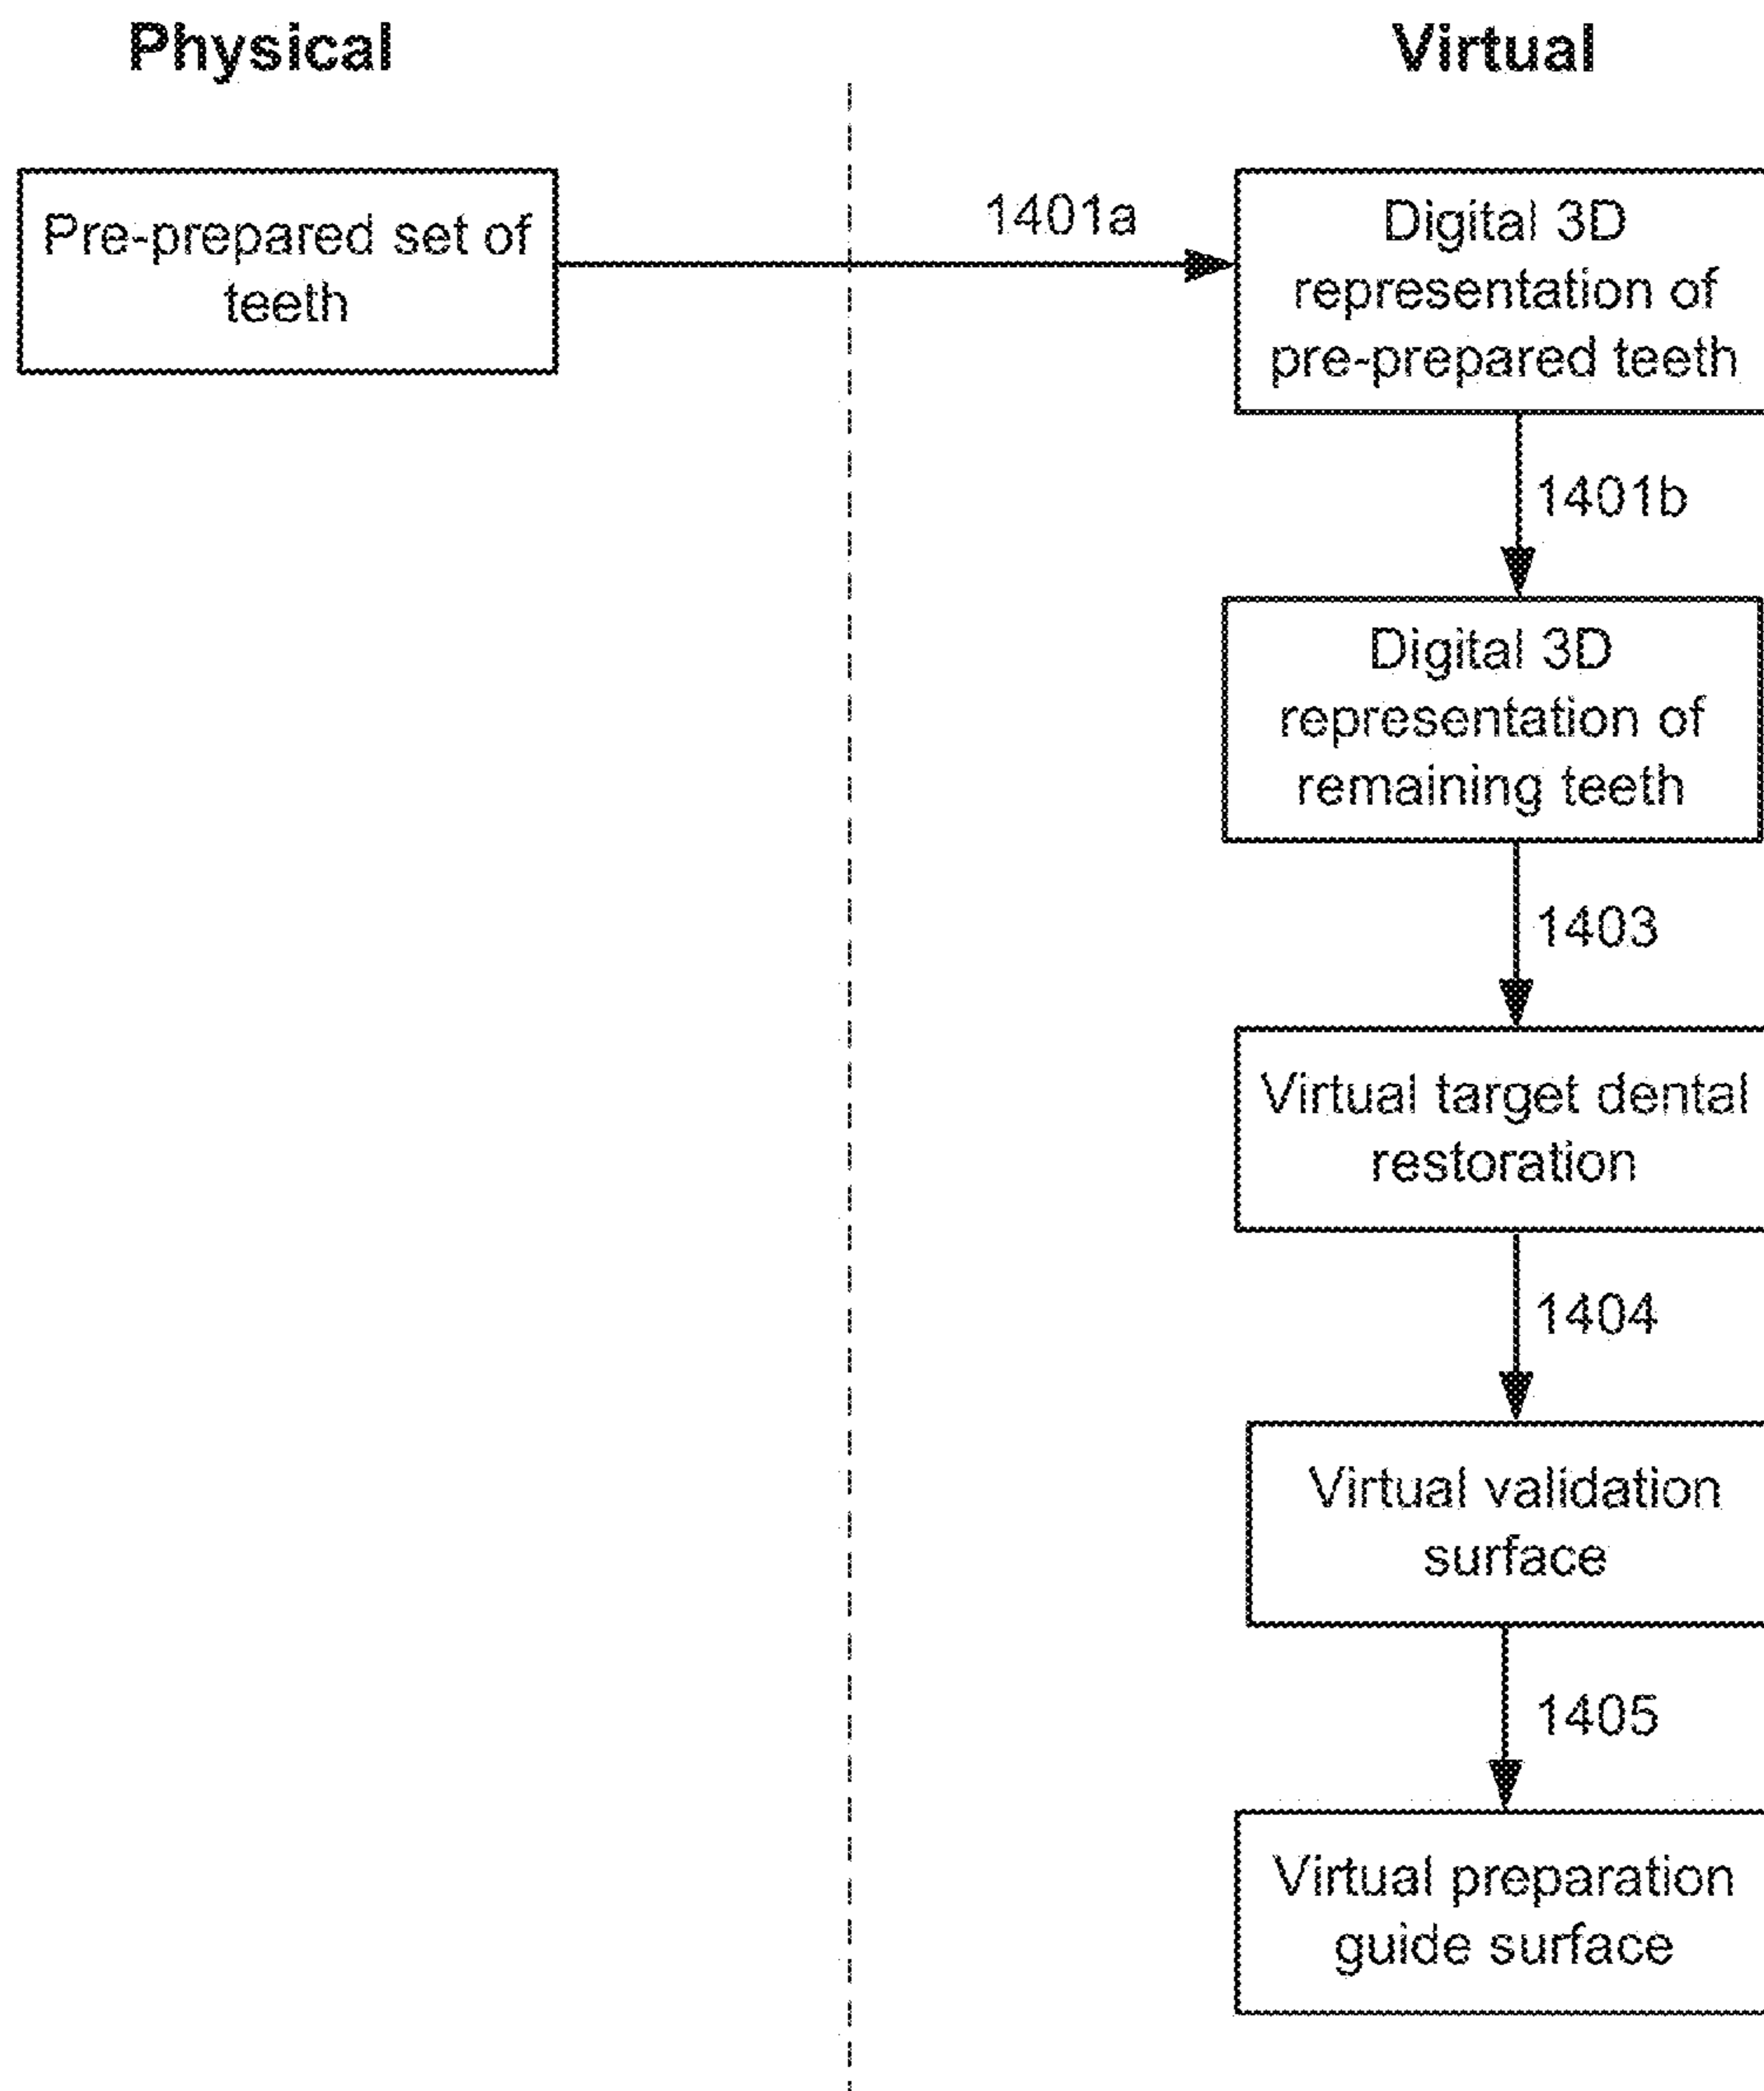 Physical
Virtual
Pre-prepared set of
teeth
1401a
Digital 3D
representation of
pre-prepared teeth
1401b
Digital 3D
representation of
remaining teeth
1403
Virtual target dental
restoration
1404
Virtual validation
surface
1405
Virtual preparation
guide surface